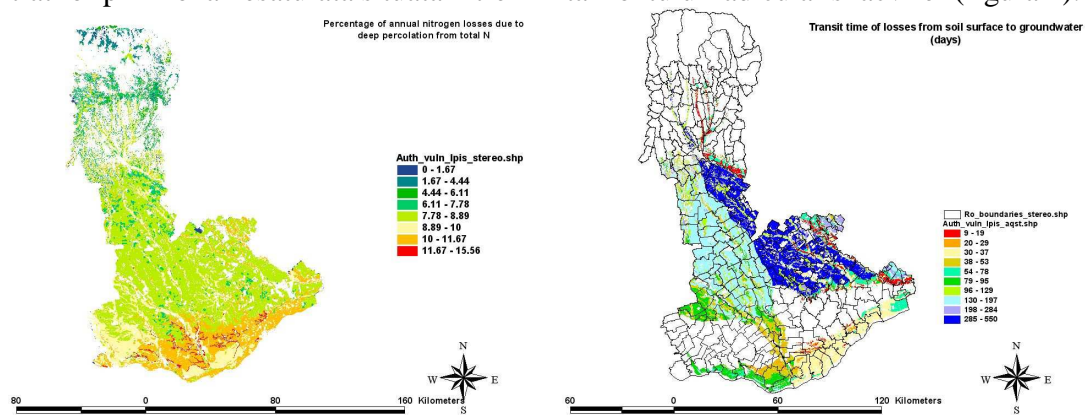 Percentage of annual nitrogen losses due to
deep percolation from total N
Auth_vuln_lpis_stereo.shp
0 - 1.67
1.67 - 4.44
4.44 - 6.11
6.11 - 7.78
7.78 - 8.89
8.89 - 10
10 - 11.67
11.67 - 15.56
N
W E
S
80 0 80 160 Kilometers
Transit time of losses from soil surface to groundwater
(days)
Ro_boundaries_stereo.shp
Auth_vuln_lpis_aqst.shp
9 - 19
20 - 29
30 - 37
38 - 53
54 - 78
79 - 95
96 - 129
130 - 197
198 - 284
285 - 550
N
W E
S
60 0 60 120 Kilometers